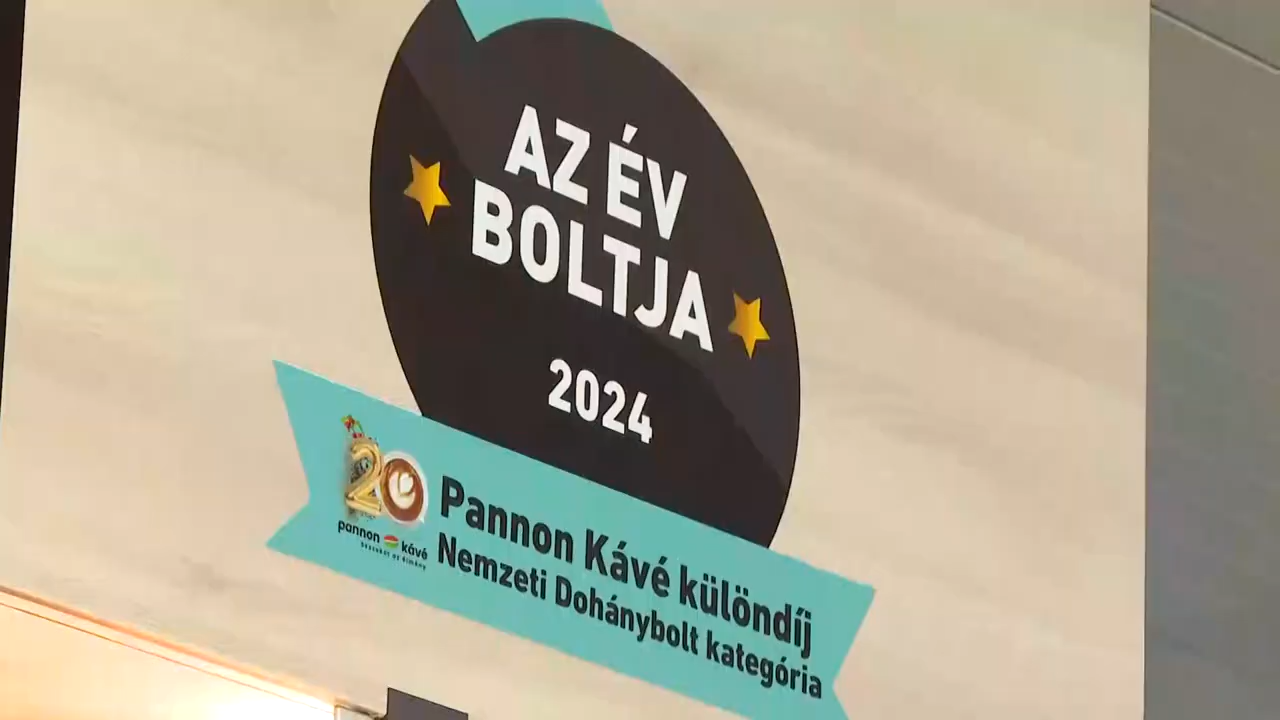 AZ ÉV
BOLTJA
2024
20
pannon kávé
Pannon Kávé különdíj
Nemzeti Dohánybolt kategória